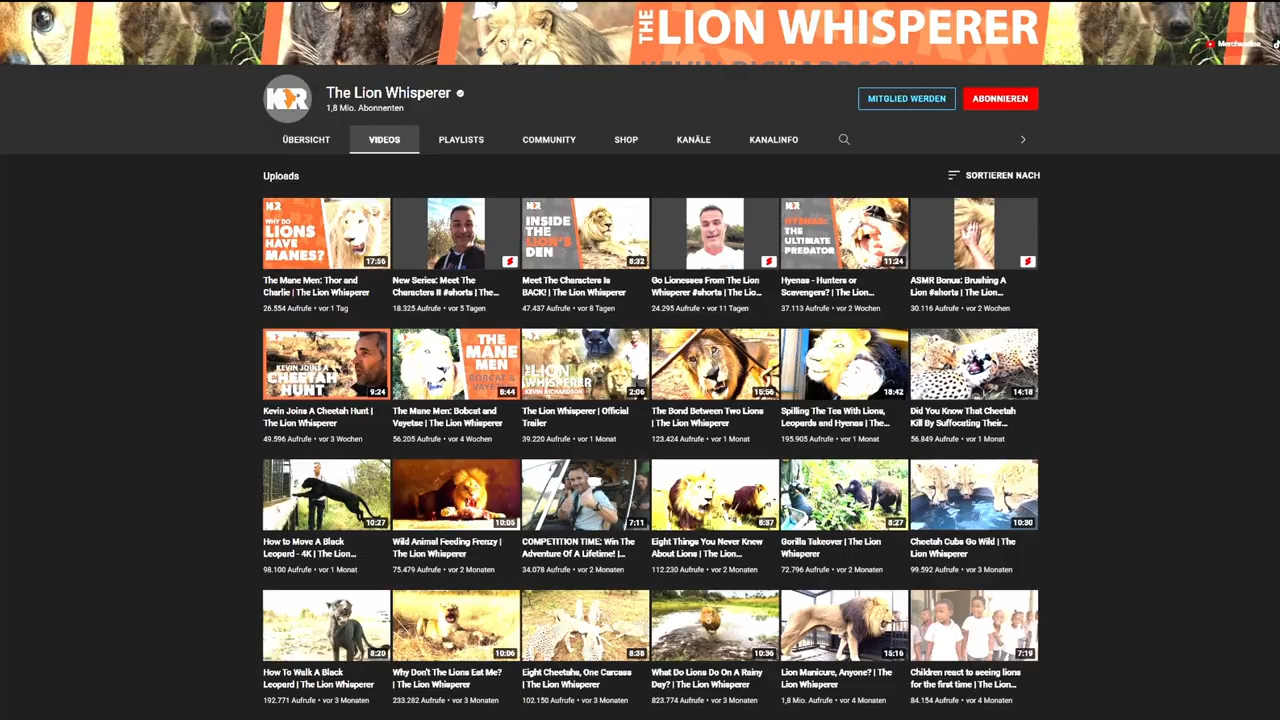 THE LION WHISPERER
Merchandise
The Lion Whisperer
1,8 Mio. Abonnenten
MITGLIED WERDEN
ABONNIEREN
ÜBERSICHT
VIDEOS
PLAYLISTS
COMMUNITY
SHOP
KANÄLE
KANALINFO
Uploads
SORTIEREN NACH
KR
WHY DO
LIONS
HAVE
MANES?
17:56
KR
INSIDE
THE
LION'S
DEN
8:32
KR
HYENAS:
THE
ULTIMATE
PREDATOR
11:24
The Mane Men: Thor and
Charlie | The Lion Whisperer
26.554 Aufrufe • vor 1 Tag
New Series: Meet The
Characters II #shorts | The...
18.325 Aufrufe • vor 5 Tagen
Meet The Characters Is
BACK! | The Lion Whisperer
47.437 Aufrufe • vor 8 Tagen
Go Lionesses From The Lion
Whisperer #shorts | The Lio...
24.295 Aufrufe • vor 11 Tagen
Hyenas - Hunters or
Scavengers? | The Lion...
37.113 Aufrufe • vor 2 Wochen
ASMR Bonus: Brushing A
Lion #shorts | The Lion...
30.116 Aufrufe • vor 2 Wochen
KEVIN JOINS A
CHEETAH
HUNT
9:24
THE
MANE
MEN
BOBCAT &
VAYETSE
8:44
THE
LION
WHISPERER
KEVIN RICHARDSON
2:06
15:56
18:42
14:18
Kevin Joins A Cheetah Hunt |
The Lion Whisperer
49.596 Aufrufe • vor 3 Wochen
The Mane Men: Bobcat and
Vayetse | The Lion Whisperer
56.205 Aufrufe • vor 4 Wochen
The Lion Whisperer | Official
Trailer
39.220 Aufrufe • vor 1 Monat
The Bond Between Two Lions
| The Lion Whisperer
123.424 Aufrufe • vor 1 Monat
Spilling The Tea With Lions,
Leopards and Hyenas | The...
195.905 Aufrufe • vor 1 Monat
Did You Know That Cheetah
Kill By Suffocating Their...
56.849 Aufrufe • vor 1 Monat
10:27
10:05
7:11
8:37
8:27
10:30
How to Move A Black
Leopard - 4K | The Lion...
98.100 Aufrufe • vor 1 Monat
Wild Animal Feeding Frenzy |
The Lion Whisperer
75.479 Aufrufe • vor 2 Monaten
COMPETITION TIME: Win The
Adventure Of A Lifetime! |...
34.078 Aufrufe • vor 2 Monaten
Eight Things You Never Knew
About Lions | The Lion...
112.230 Aufrufe • vor 2 Monaten
Gorilla Takeover | The Lion
Whisperer
72.796 Aufrufe • vor 2 Monaten
Cheetah Cubs Go Wild | The
Lion Whisperer
99.592 Aufrufe • vor 3 Monaten
8:20
10:06
8:38
10:36
15:16
7:19
How To Walk A Black
Leopard | The Lion Whisperer
192.771 Aufrufe • vor 3 Monaten
Why Don't The Lions Eat Me?
| The Lion Whisperer
233.282 Aufrufe • vor 3 Monaten
Eight Cheetahs, One Carcass
| The Lion Whisperer
102.150 Aufrufe • vor 3 Monaten
What Do Lions Do On A Rainy
Day? | The Lion Whisperer
823.774 Aufrufe • vor 3 Monaten
Lion Manicure, Anyone? | The
Lion Whisperer
1,8 Mio. Aufrufe • vor 4 Monaten
Children react to seeing lions
for the first time | The Lion...
84.154 Aufrufe • vor 4 Monaten